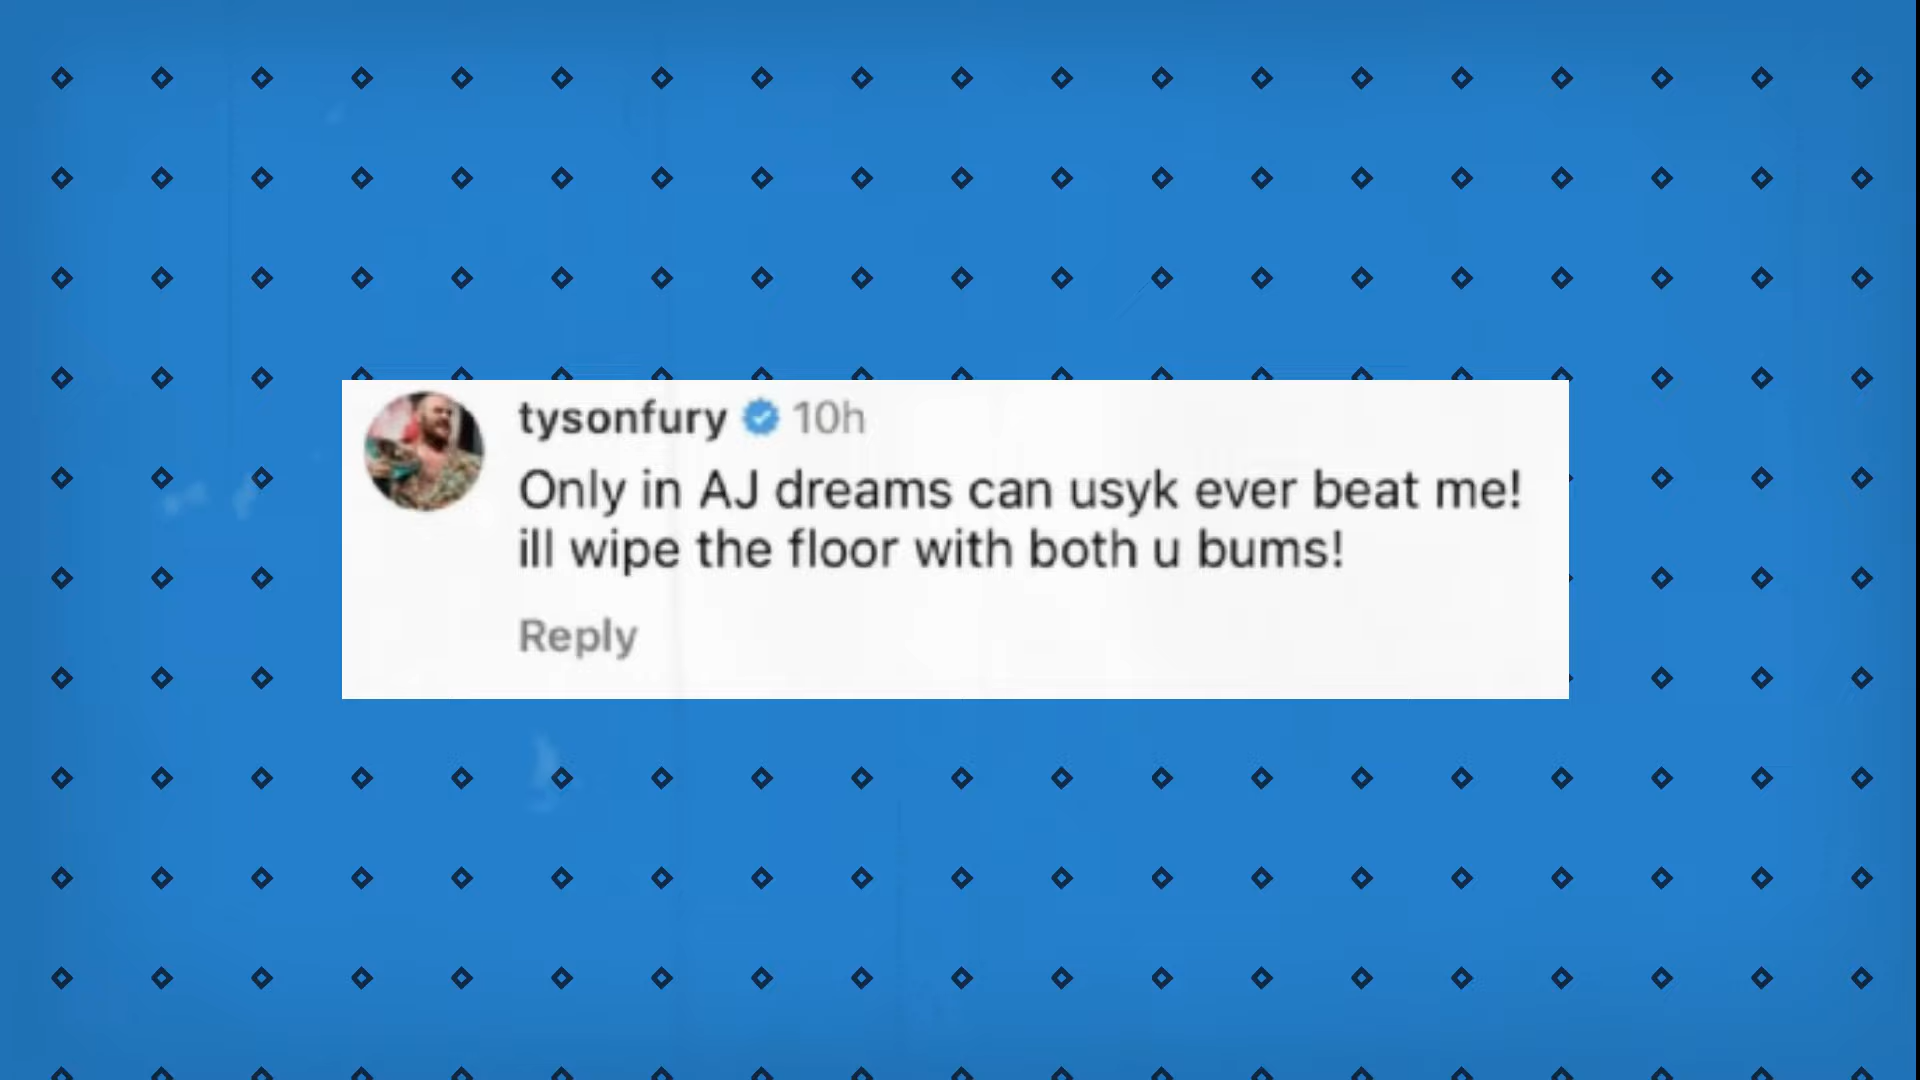 tysonfury 10h
Only in AJ dreams can usyk ever beat me!
ill wipe the floor with both u bums!
Reply